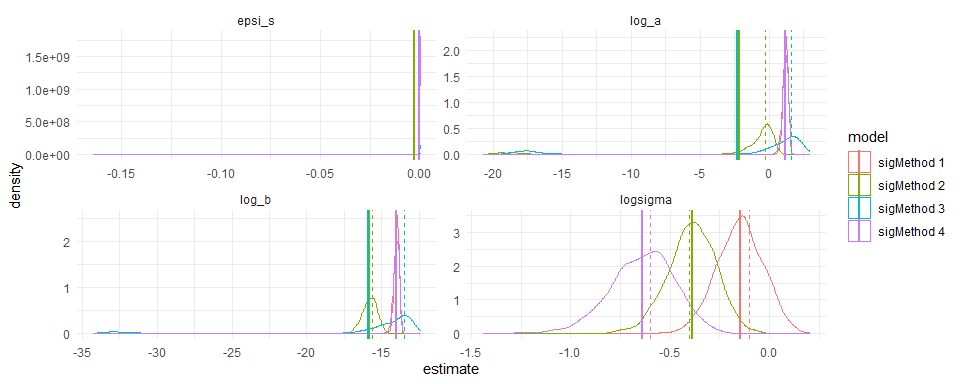 epsi_s
log_a
1.5e+09
1.0e+09
5.0e+08
0.0e+00
-0.15
-0.10
-0.05
0.00
2.0
1.5
1.0
0.5
0.0
-20
-15
-10
-5
0
density
log_b
logsigma
2
1
0
-35
-30
-25
-20
-15
3
2
1
0
-1.5
-1.0
-0.5
0.0
estimate
model
sigMethod 1
sigMethod 2
sigMethod 3
sigMethod 4